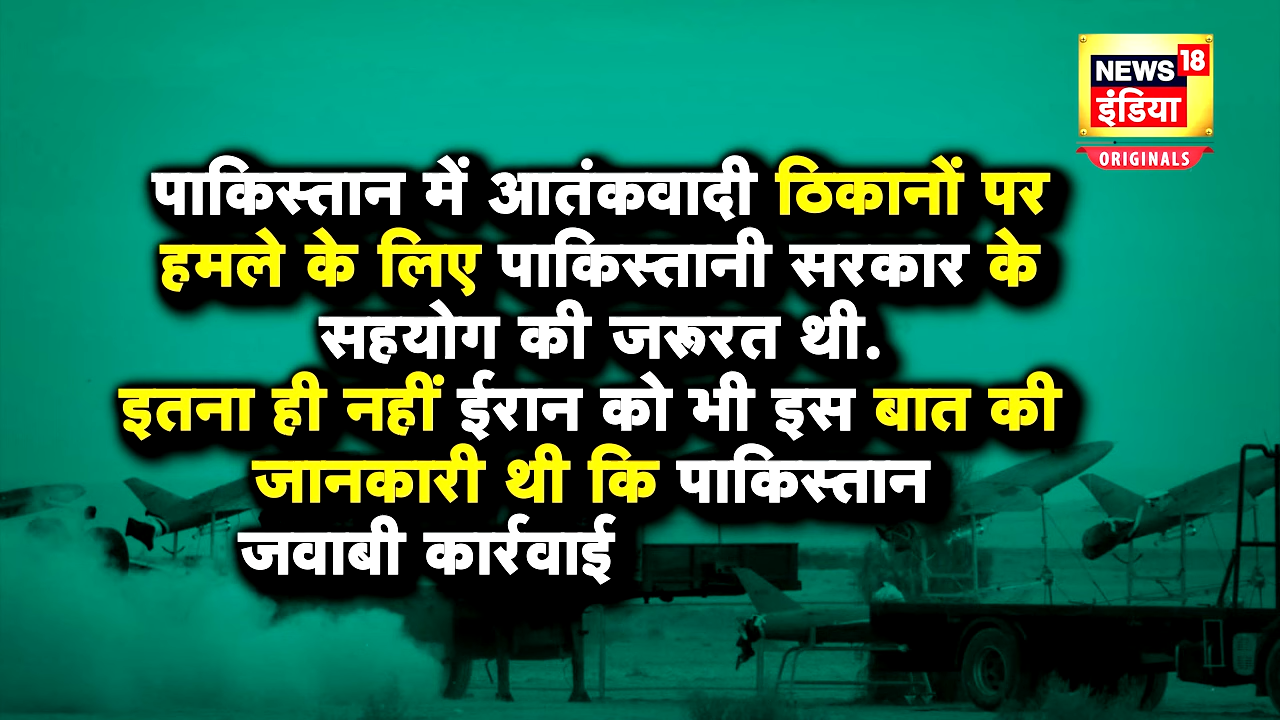 NEWS 18
इंडिया
ORIGINALS
पाकिस्तान में आतंकवादी ठिकानों पर
हमले के लिए पाकिस्तानी सरकार के
सहयोग की जरूरत थी.
इतना ही नहीं ईरान को भी इस बात की
जानकारी थी कि पाकिस्तान
जवाबी कार्रवाई